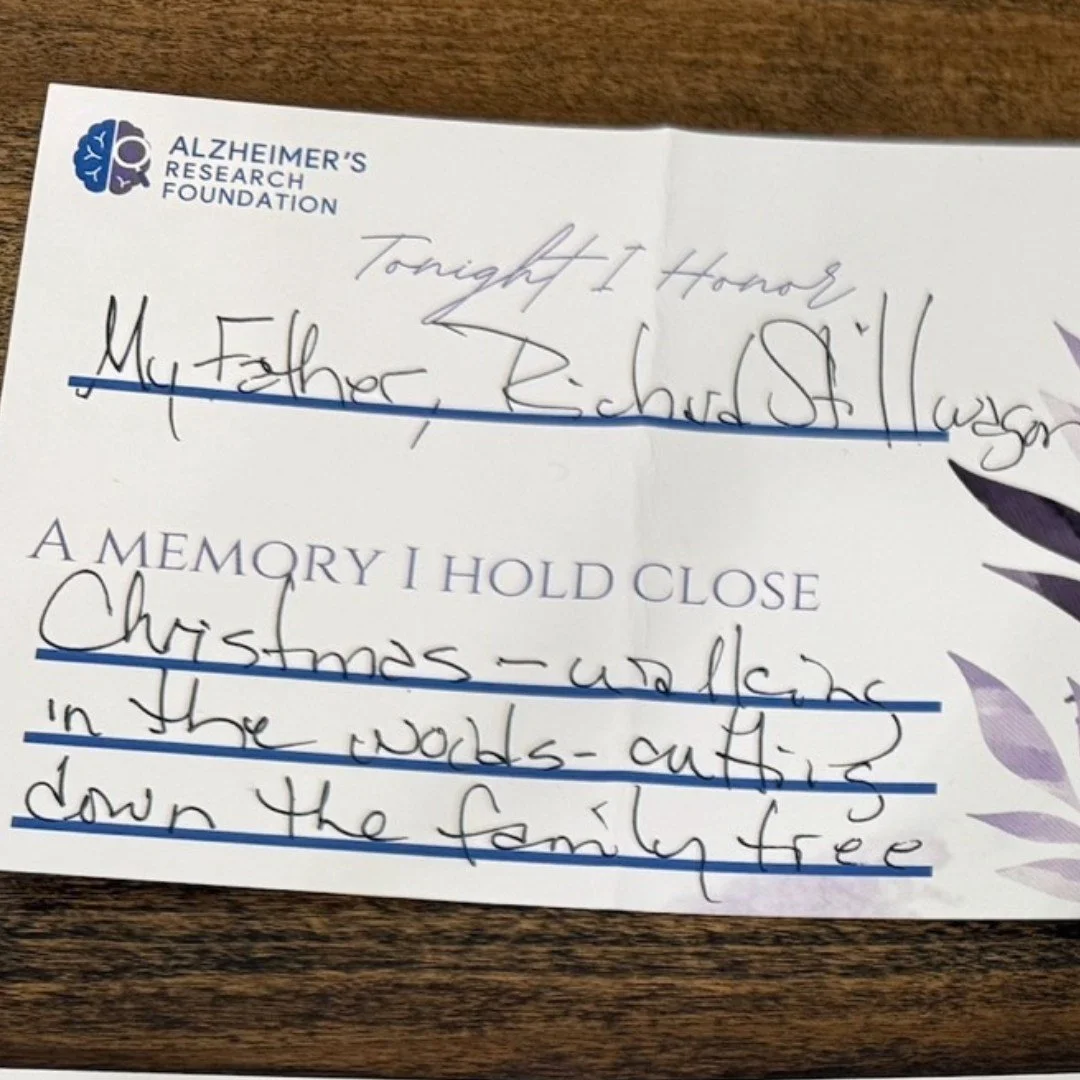 ALZHEIMER'S
RESEARCH
FOUNDATION
Tonight I Honor
My Father, Richard Stillwagon
A MEMORY I HOLD CLOSE
Christmas - walking
in the woods - cutting
down the family tree